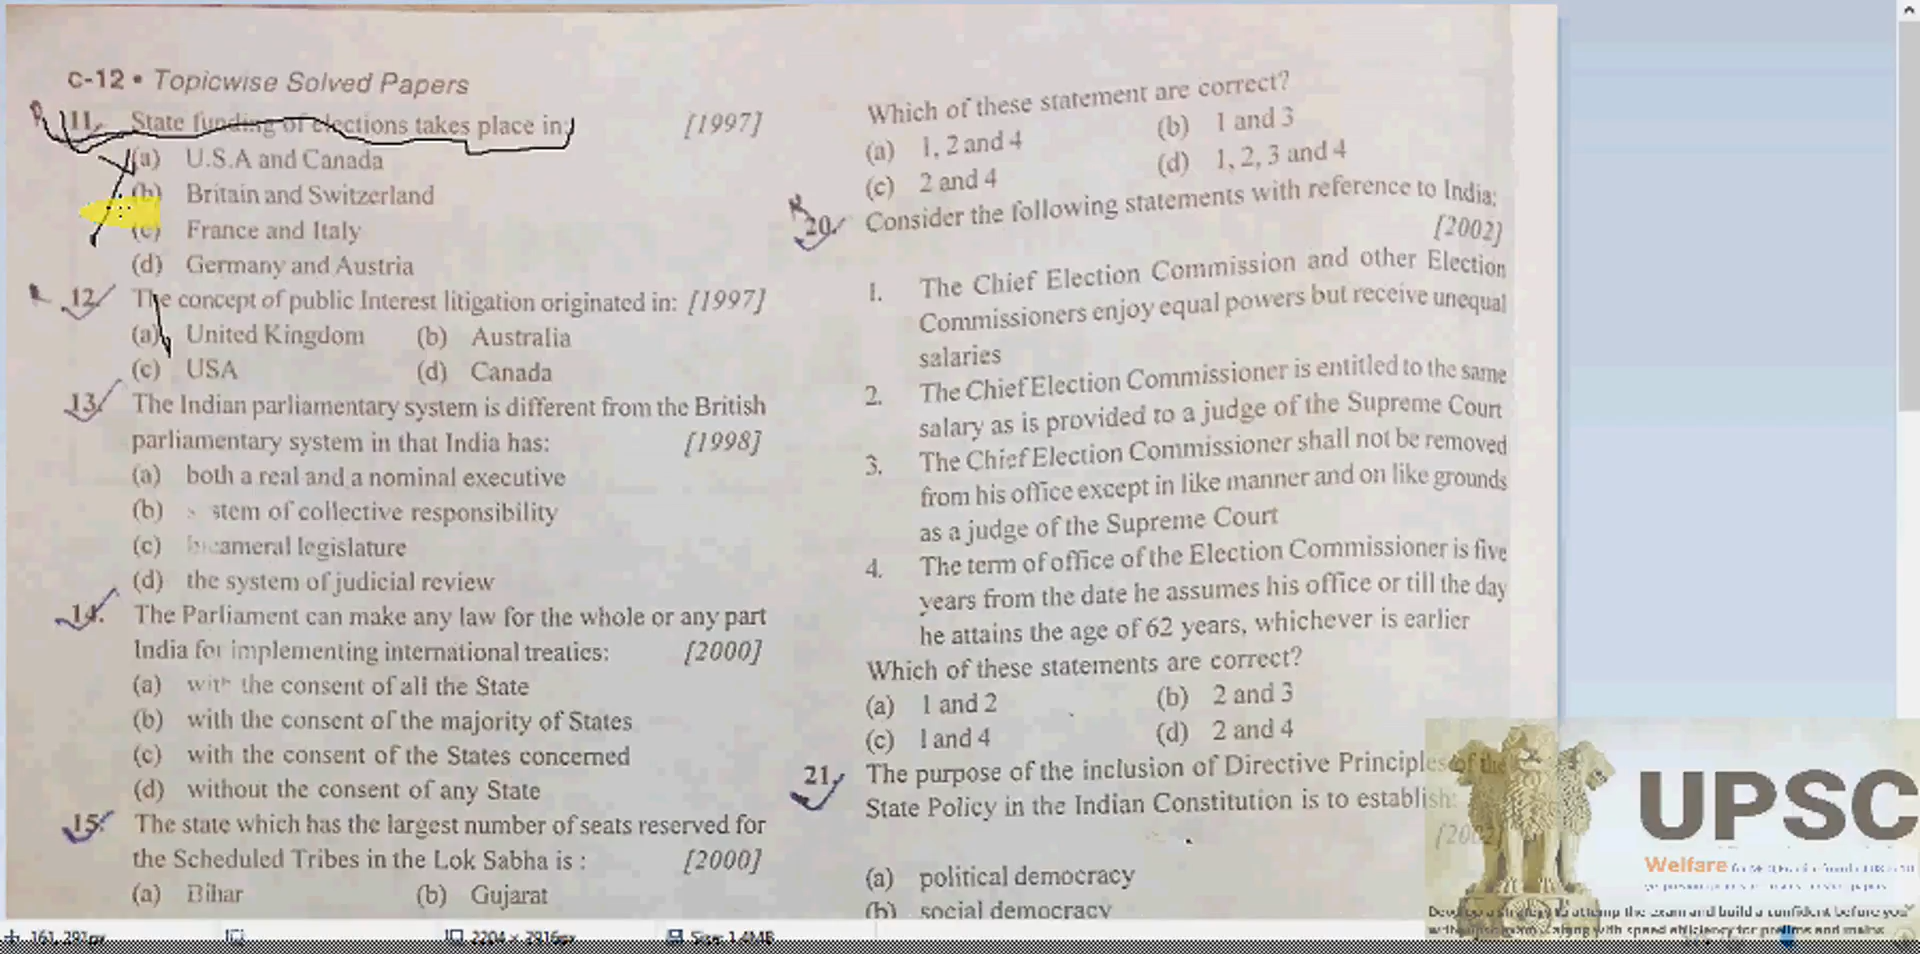 C-12 • Topicwise Solved Papers
11. State funding of elections takes place in: [1997]
(a) U.S.A and Canada
(b) Britain and Switzerland
(c) France and Italy
(d) Germany and Austria
12. The concept of public Interest litigation originated in: [1997]
(a) United Kingdom (b) Australia
(c) USA (d) Canada
13. The Indian parliamentary system is different from the British
parliamentary system in that India has: [1998]
(a) both a real and a nominal executive
(b) stem of collective responsibility
(c) bicameral legislature
(d) the system of judicial review
14. The Parliament can make any law for the whole or any part
India for implementing international treaties: [2000]
(a) with the consent of all the State
(b) with the consent of the majority of States
(c) with the consent of the States concerned
(d) without the consent of any State
15. The state which has the largest number of seats reserved for
the Scheduled Tribes in the Lok Sabha is : [2000]
(a) Bihar (b) Gujarat
Which of these statement are correct?
(a) 1, 2 and 4 (b) 1 and 3
(c) 2 and 4 (d) 1, 2, 3 and 4
20. Consider the following statements with reference to India:
[2002]
1. The Chief Election Commission and other Election
Commissioners enjoy equal powers but receive unequal
salaries
2. The Chief Election Commissioner is entitled to the same
salary as is provided to a judge of the Supreme Court
3. The Chief Election Commissioner shall not be removed
from his office except in like manner and on like grounds
as a judge of the Supreme Court
4. The term of office of the Election Commissioner is five
years from the date he assumes his office or till the day
he attains the age of 62 years, whichever is earlier
Which of these statements are correct?
(a) 1 and 2 (b) 2 and 3
(c) 1 and 4 (d) 2 and 4
21. The purpose of the inclusion of Directive Principles of the
State Policy in the Indian Constitution is to establish:
[2002]
(a) political democracy
(b) social democracy
UPSC
Welfare
161, 291px 2204 × 2916px Size: 1.4MB